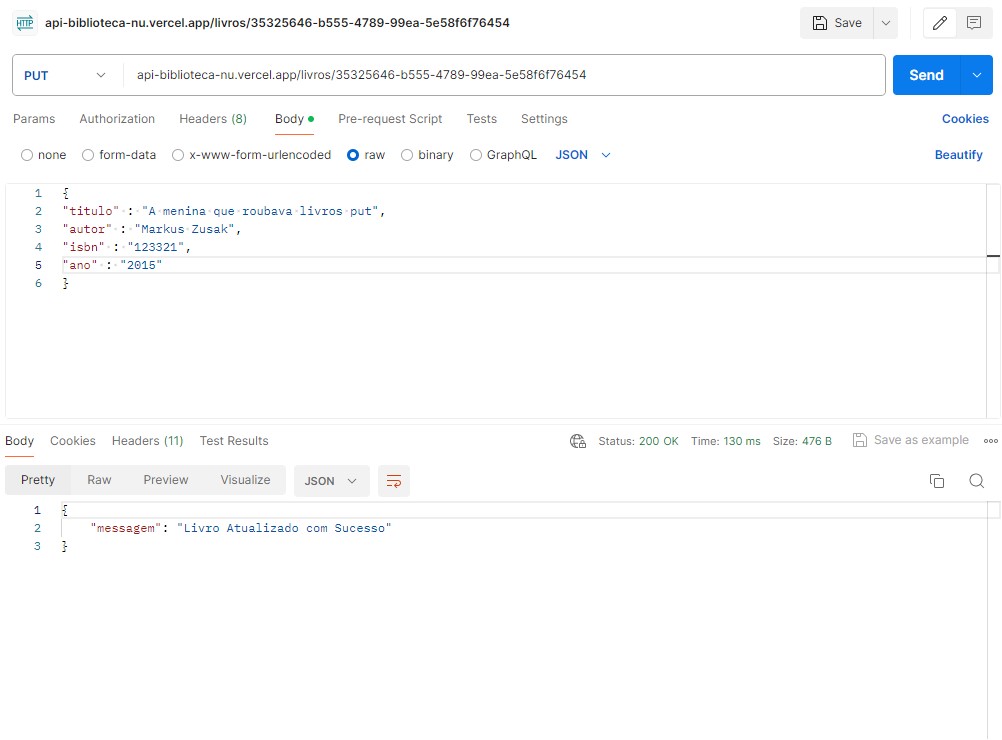 HTTP api-biblioteca-nu.vercel.app/livros/35325646-b555-4789-99ea-5e58f6f76454 Save
PUT api-biblioteca-nu.vercel.app/livros/35325646-b555-4789-99ea-5e58f6f76454 Send
Params Authorization Headers (8) Body Pre-request Script Tests Settings Cookies
none form-data x-www-form-urlencoded raw binary GraphQL JSON Beautify
1 {
2 "titulo" : "A menina que roubava livros put",
3 "autor" : "Markus Zusak",
4 "isbn" : "123321",
5 "ano" : "2015"
6 }
Body Cookies Headers (11) Test Results Status: 200 OK Time: 130 ms Size: 476 B Save as example
Pretty Raw Preview Visualize JSON
1 {
2 "messagem": "Livro Atualizado com Sucesso"
3 }